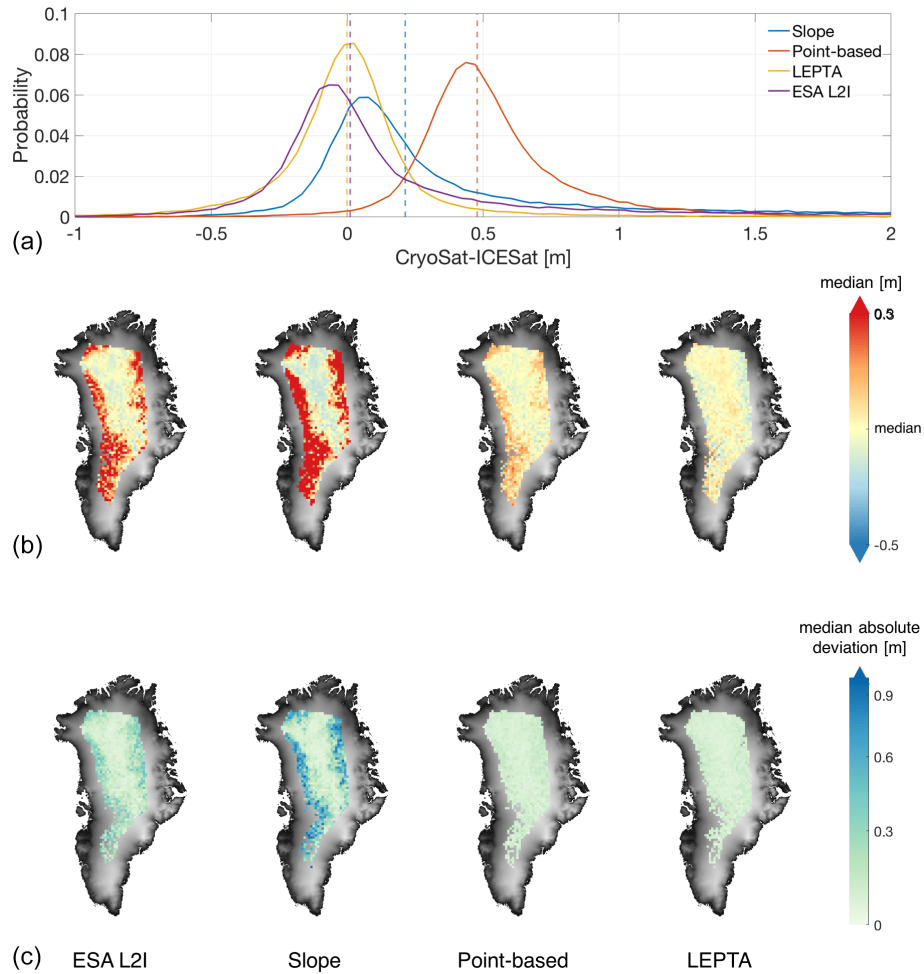 0.1
0.08
0.06
0.04
0.02
0
Probability
Slope
Point-based
LEPTA
ESA L2I
-1
-0.5
0
0.5
1
1.5
2
(a)
CryoSat-ICESat [m]
median [m]
median
-0.5
(b)
median absolute
deviation [m]
0.9
0.6
0.3
0
(c)
ESA L2I
Slope
Point-based
LEPTA